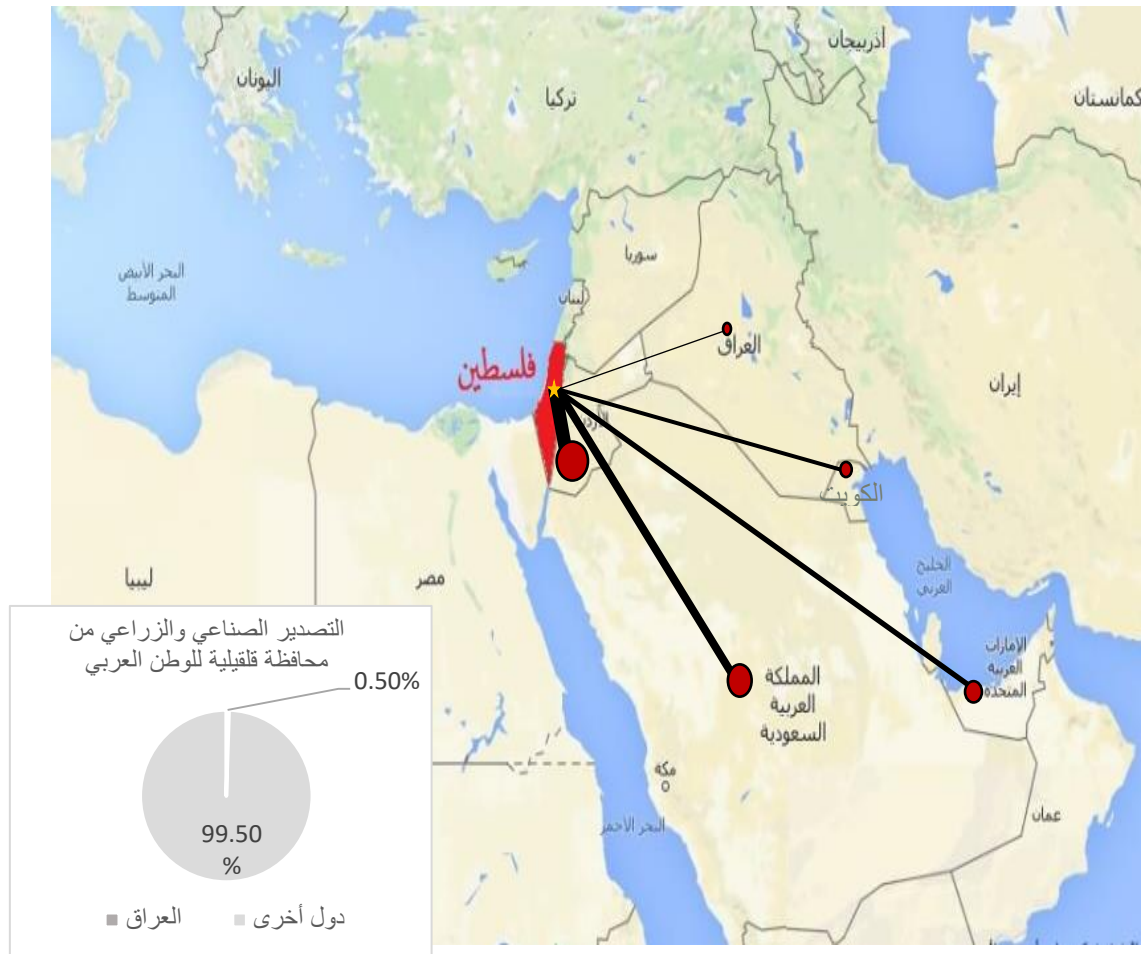 أذربيجان
اليونان
تركيا
كمانستان
سوريا
البحر الأبيض
المتوسط
لبنان
العراق
فلسطين
إيران
الأردن
الكويت
الخليج
العربي
ليبيا
مصر
الإمارات
العربية
المتحدة
المملكة
العربية
السعودية
مكة
عمان
البحر الأحمر
التصدير الصناعي والزراعي من
محافظة قلقيلية للوطن العربي
0.50%
99.50
%
العراق
دول أخرى